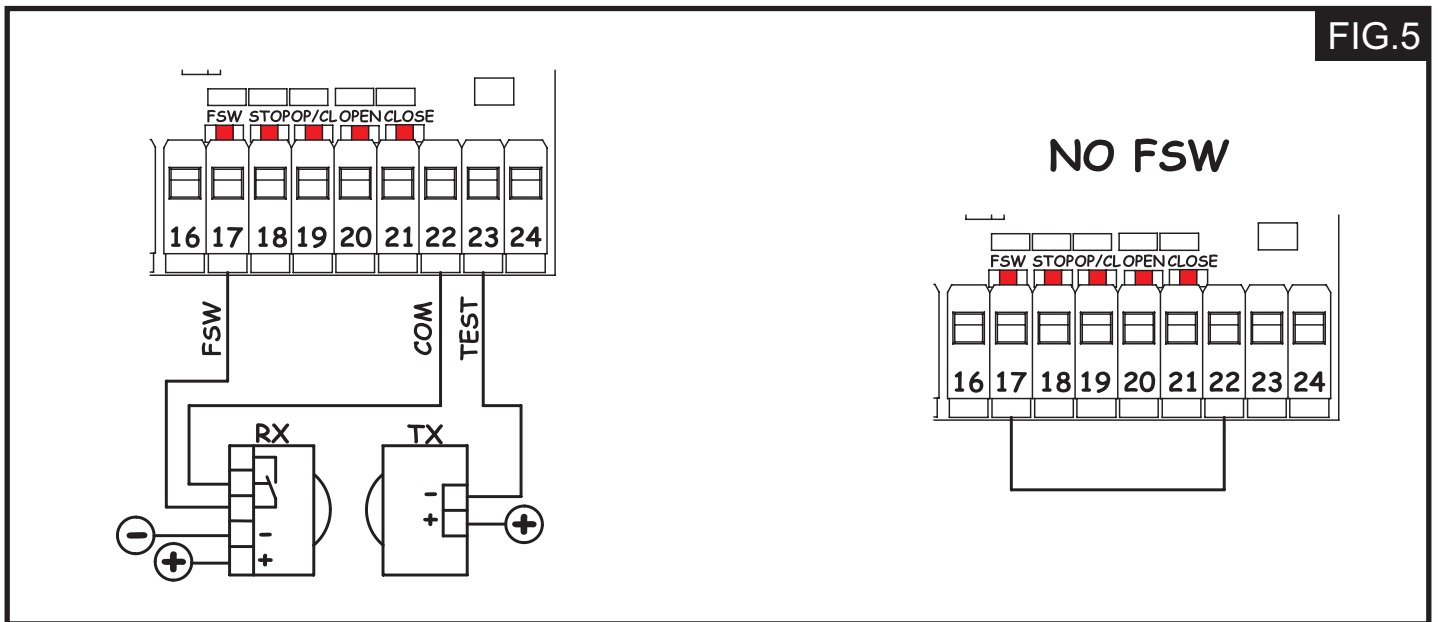 FIG.5
FSW STOP OP/CL OPEN CLOSE
16 17 18 19 20 21 22 23 24
FSW
COM
TEST
RX
TX
-
+
+
-
-
+
+
NO FSW
FSW STOP OP/CL OPEN CLOSE
16 17 18 19 20 21 22 23 24